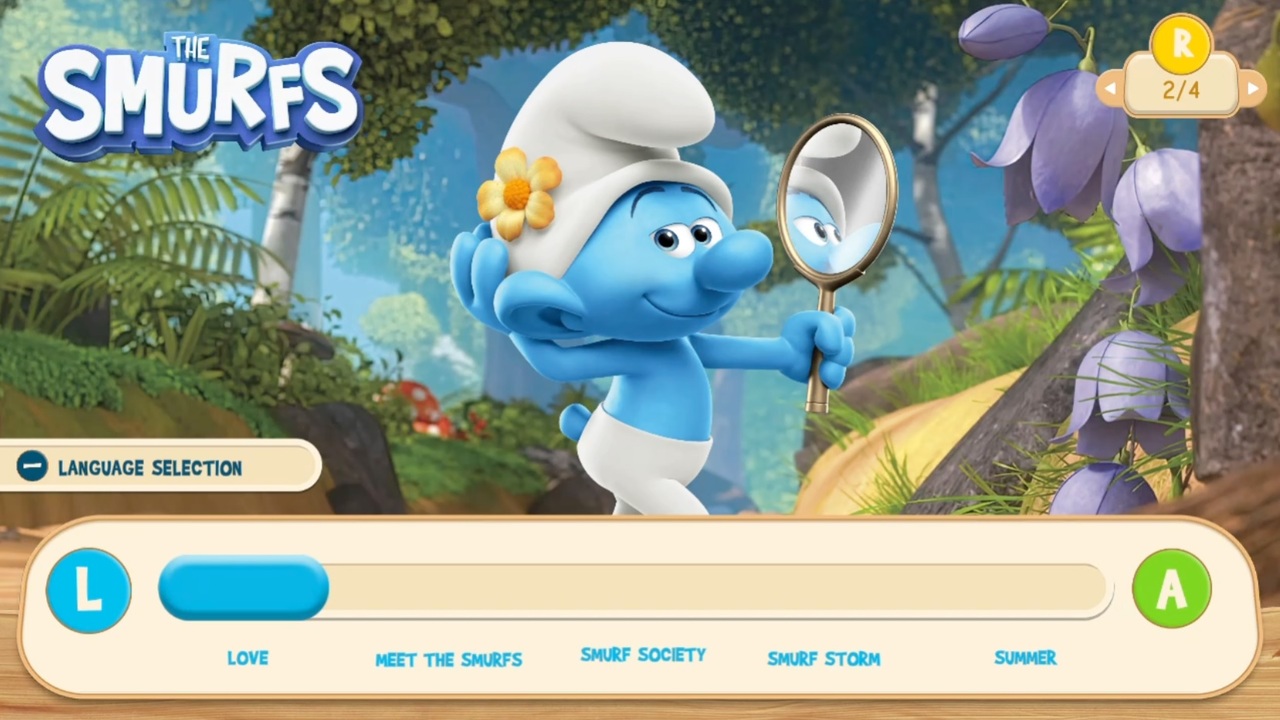 THE
SMURFS
R
2/4
LANGUAGE SELECTION
L
A
LOVE
MEET THE SMURFS
SMURF SOCIETY
SMURF STORM
SUMMER